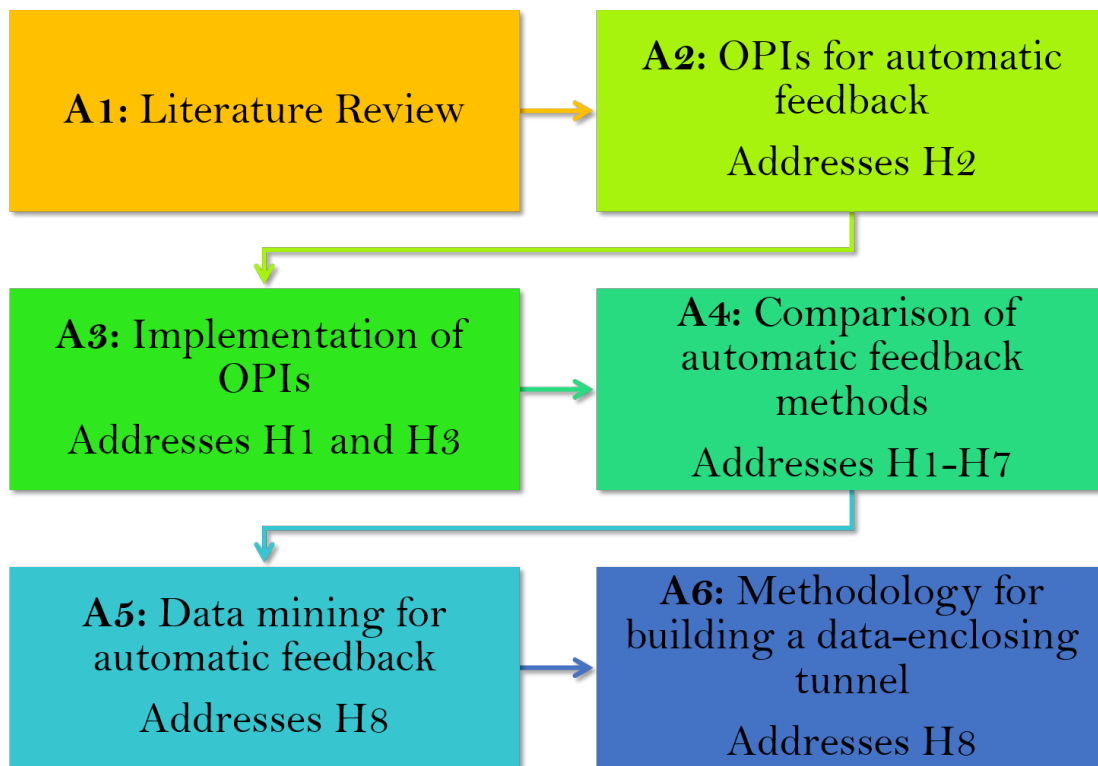 A1: Literature Review
A2: OPIs for automatic
feedback
Addresses H2
A3: Implementation of
OPIs
Addresses H1 and H3
A4: Comparison of
automatic feedback
methods
Addresses H1-H7
A5: Data mining for
automatic feedback
Addresses H8
A6: Methodology for
building a data-enclosing
tunnel
Addresses H8